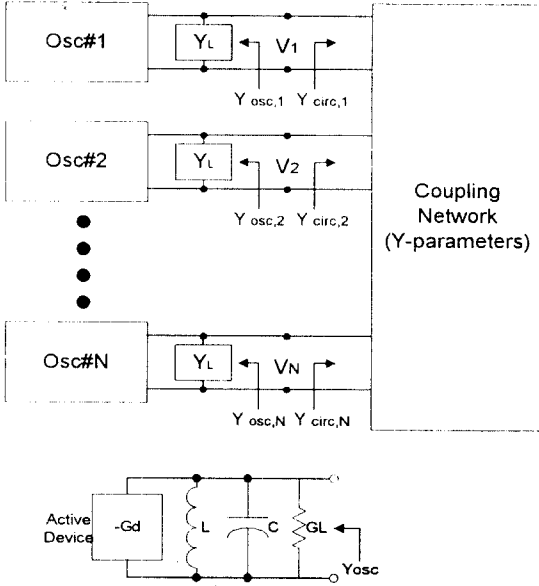 Osc#1
YL
V1
Y osc,1
Y circ,1
Osc#2
YL
V2
Y osc,2
Y circ,2
Coupling
Network
(Y-parameters)
Osc#N
YL
VN
Y osc,N
Y circ,N
Active
Device
-Gd
L
C
GL
Yosc